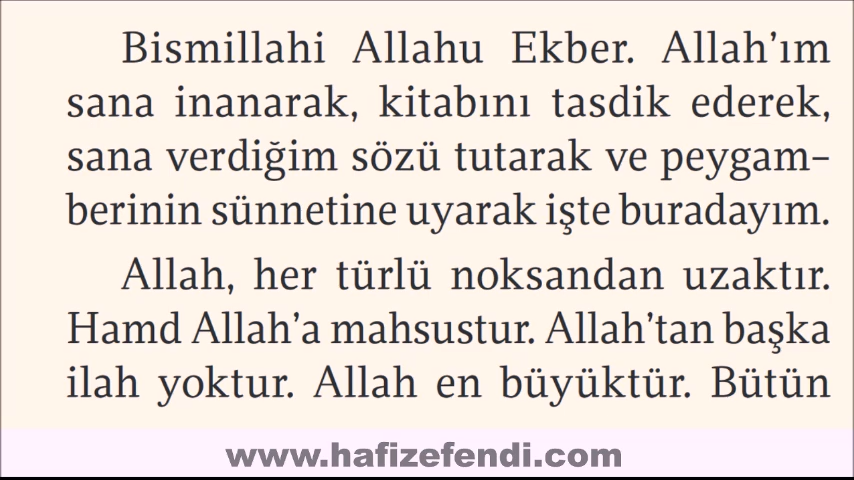 Bismillahi Allahu Ekber. Allah’ım
sana inanarak, kitabını tasdik ederek,
sana verdiğim sözü tutarak ve peygam-
berinin sünnetine uyarak işte buradayım.
Allah, her türlü noksandan uzaktır.
Hamd Allah’a mahsustur. Allah’tan başka
ilah yoktur. Allah en büyüktür. Bütün
www.hafizefendi.com